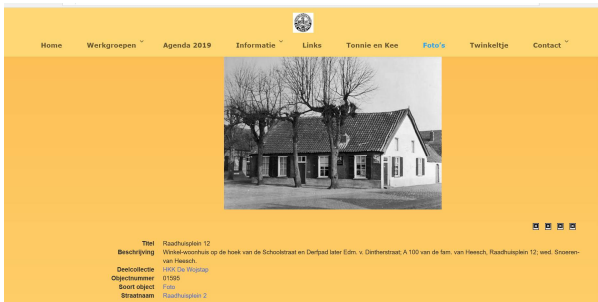 Home Werkgroepen Agenda 2019 Informatie Links Tonnie en Kee Foto's Twinkeltje Contact
Titel Raadhuisplein 12
Beschrijving Winkel-woonhuis op de hoek van de Schoolstraat en Derfpad later Edm. v. Dintherstraat; A 100 van de fam. van Heesch, Raadhuisplein 12; wed. Snoeren-
van Heesch.
Deelcollectie HKK De Wojstap
Objectnummer 01595
Soort object Foto
Straatnaam Raadhuisplein 2